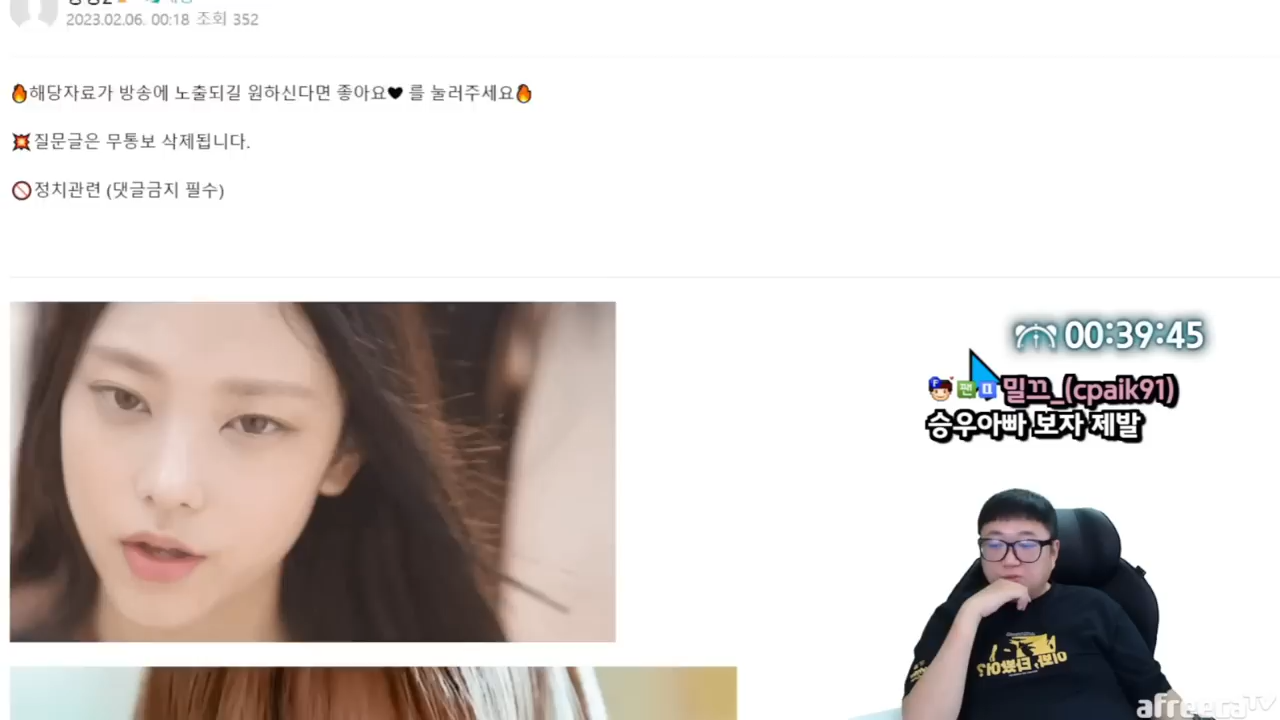 2023.02.06. 00:18 조회 352
🔥해당자료가 방송에 노출되길 원하신다면 좋아요🖤 를 눌러주세요🔥
💥질문글은 무통보 삭제됩니다.
🚫정치관련 (댓글금지 필수)
00:39:45
F 팬 밀끄_(cpaik91)
승우아빠 보자 제발
afreecaTV